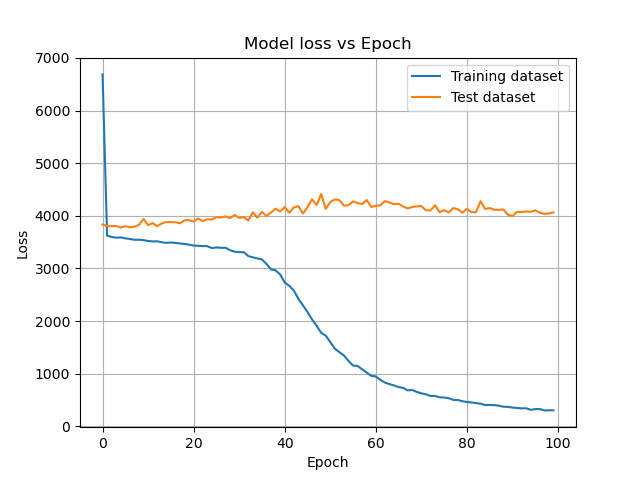 Model loss vs Epoch
7000
6000
5000
4000
3000
2000
1000
0
Loss
Training dataset
Test dataset
0 20 40 60 80 100
Epoch